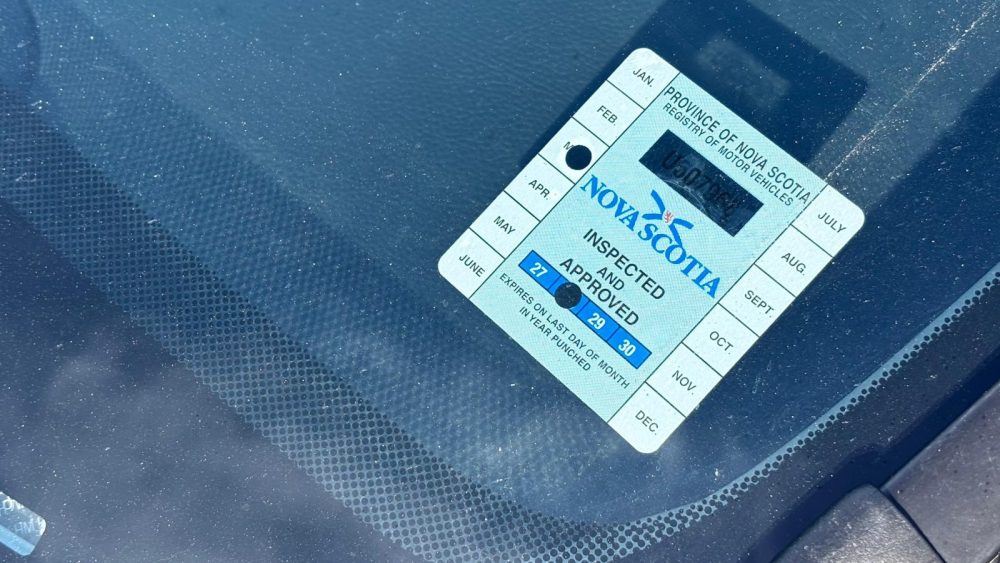 JAN.
FEB.
APR.
MAY
JUNE
PROVINCE OF NOVA SCOTIA
REGISTRY OF MOTOR VEHICLES
NOVA SCOTIA
INSPECTED
AND
APPROVED
27 29 30
EXPIRES ON LAST DAY OF MONTH
IN YEAR PUNCHED
JULY
AUG.
SEPT.
OCT.
NOV.
DEC.